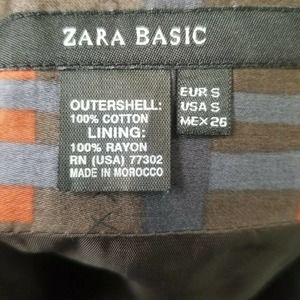 ZARA BASIC
OUTERSHELL:
100% COTTON
LINING:
100% RAYON
RN (USA) 77302
MADE IN MOROCCO
EUR S
USA S
MEX 26